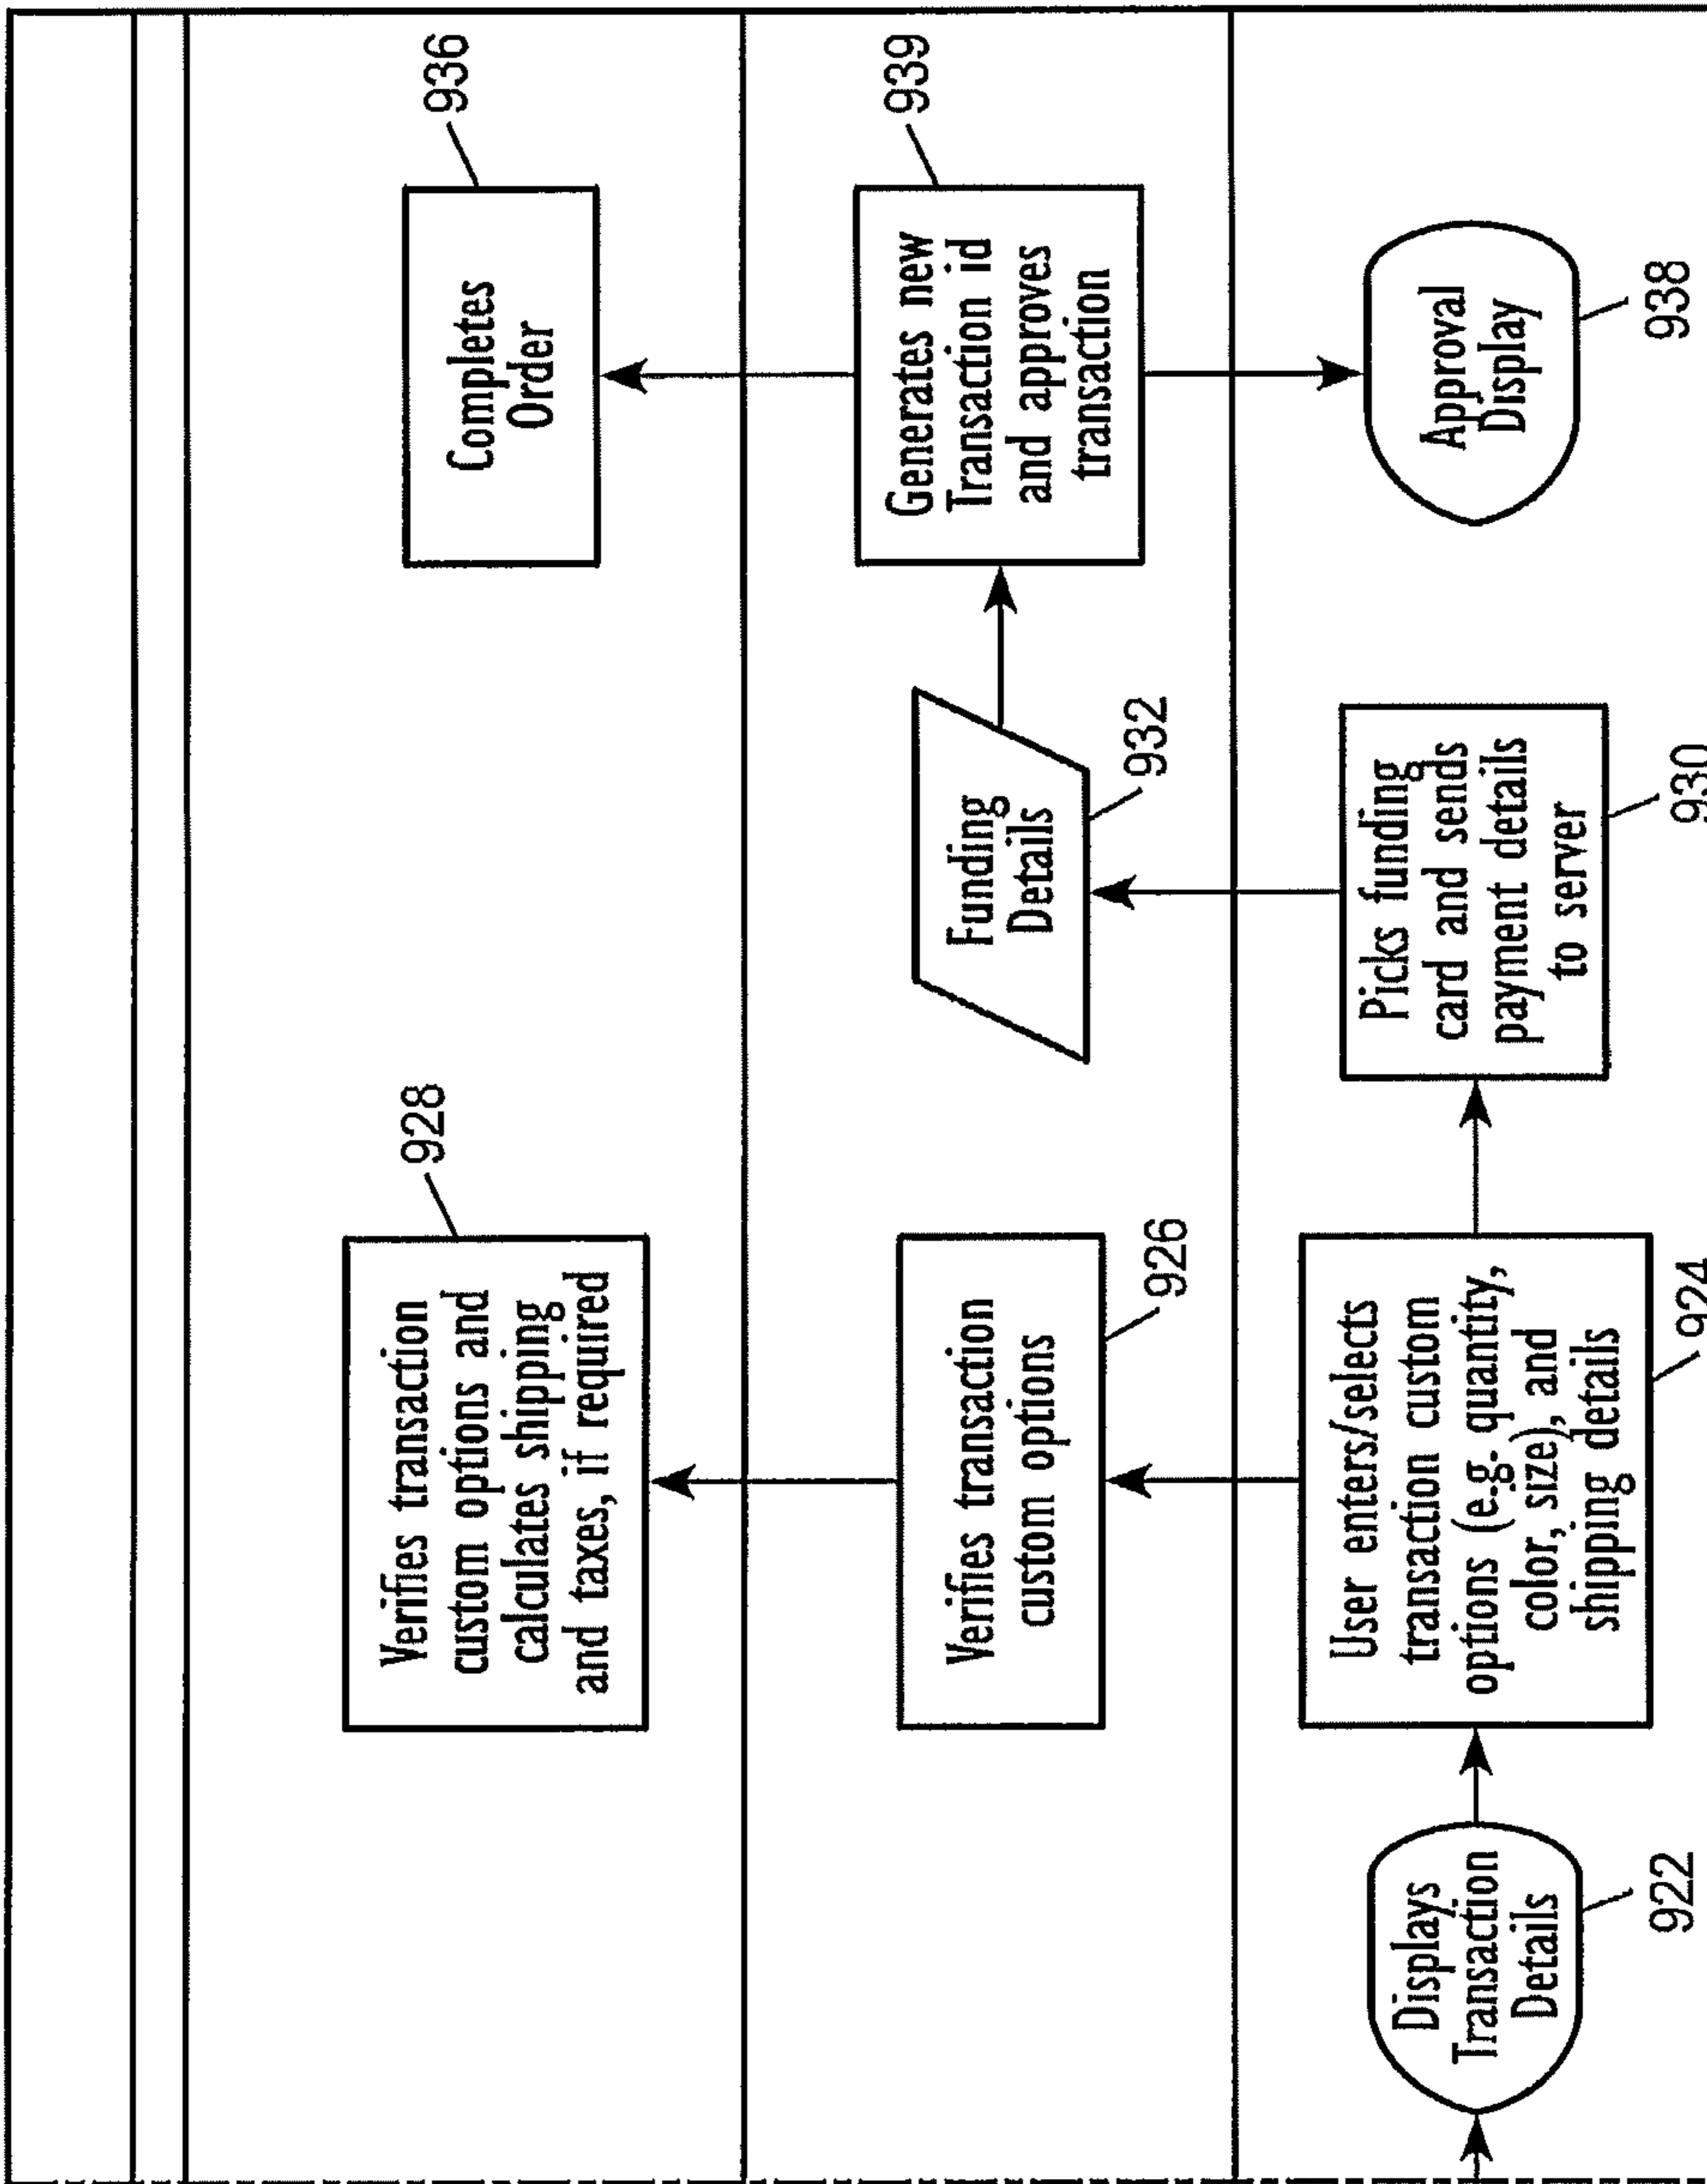 Verifies transaction
custom options and
calculates shipping
and taxes, if required
928
Completes
Order
936
Verifies transaction
custom options
926
Funding
Details
932
Generates new
Transaction id
and approves
transaction
939
Displays
Transaction
Details
922
User enters/selects
transaction custom
options (e.g. quantity,
color, size), and
shipping details
924
Picks funding
card and sends
payment details
to server
930
Approval
Display
938